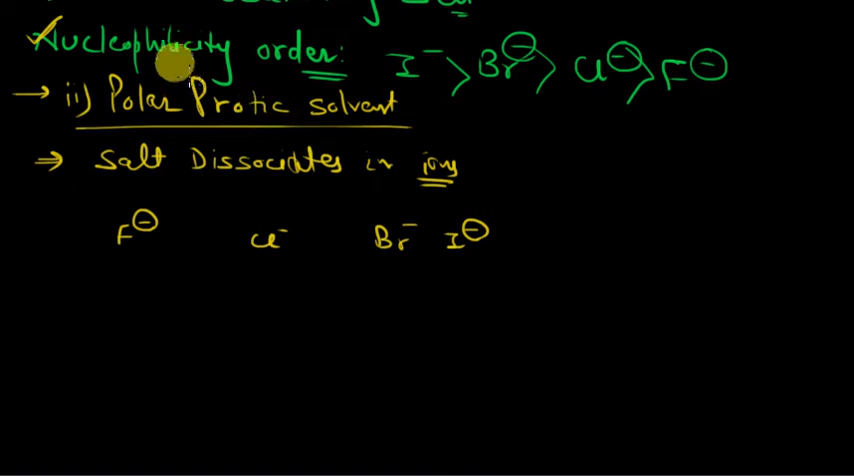 Nucleophilicity order: I⁻ > Br⊖ > Cl⊖ > F⊖
→ ii) Polar Protic solvent
⇒ Salt Dissociates in ions
F⊖ Cl⁻ Br⁻ I⊖